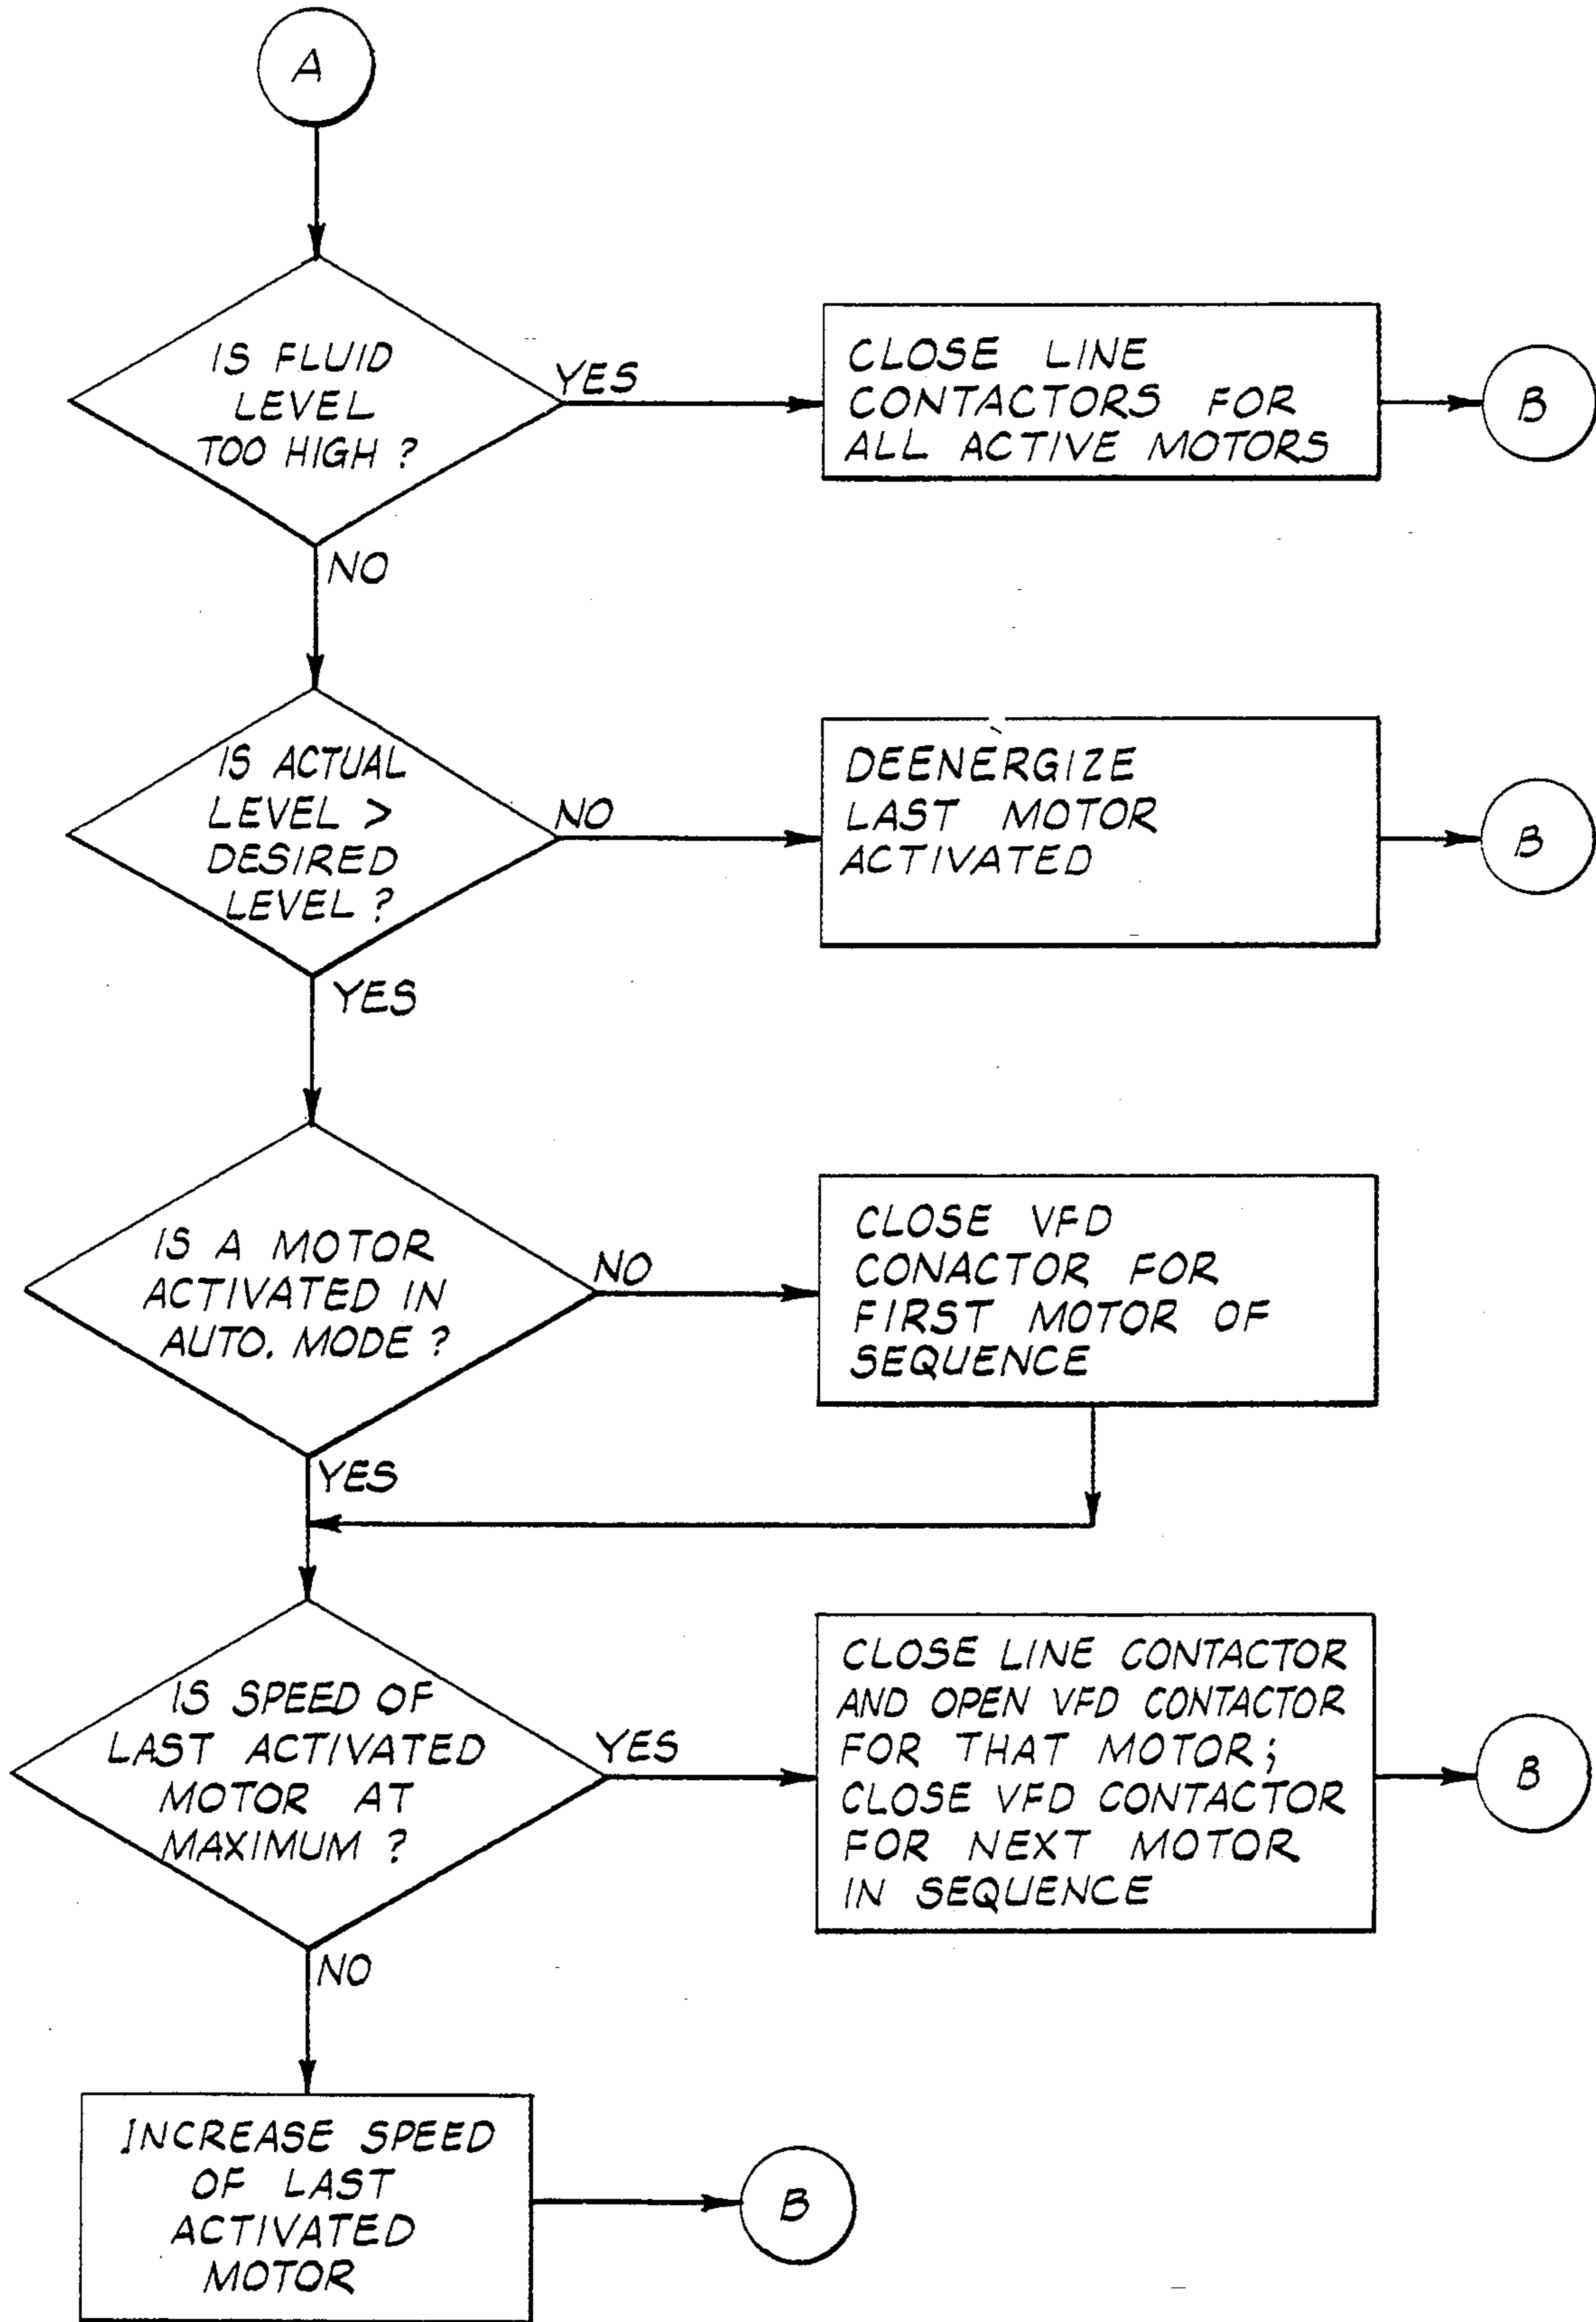 A
IS FLUID
LEVEL
TOO HIGH ?
YES
CLOSE LINE
CONTACTORS FOR
ALL ACTIVE MOTORS
B
NO
IS ACTUAL
LEVEL >
DESIRED
LEVEL ?
NO
DEENERGIZE
LAST MOTOR
ACTIVATED
B
YES
IS A MOTOR
ACTIVATED IN
AUTO. MODE ?
NO
CLOSE VFD
CONACTOR FOR
FIRST MOTOR OF
SEQUENCE
YES
IS SPEED OF
LAST ACTIVATED
MOTOR AT
MAXIMUM ?
YES
CLOSE LINE CONTACTOR
AND OPEN VFD CONTACTOR
FOR THAT MOTOR;
CLOSE VFD CONTACTOR
FOR NEXT MOTOR
IN SEQUENCE
B
NO
INCREASE SPEED
OF LAST
ACTIVATED
MOTOR
B